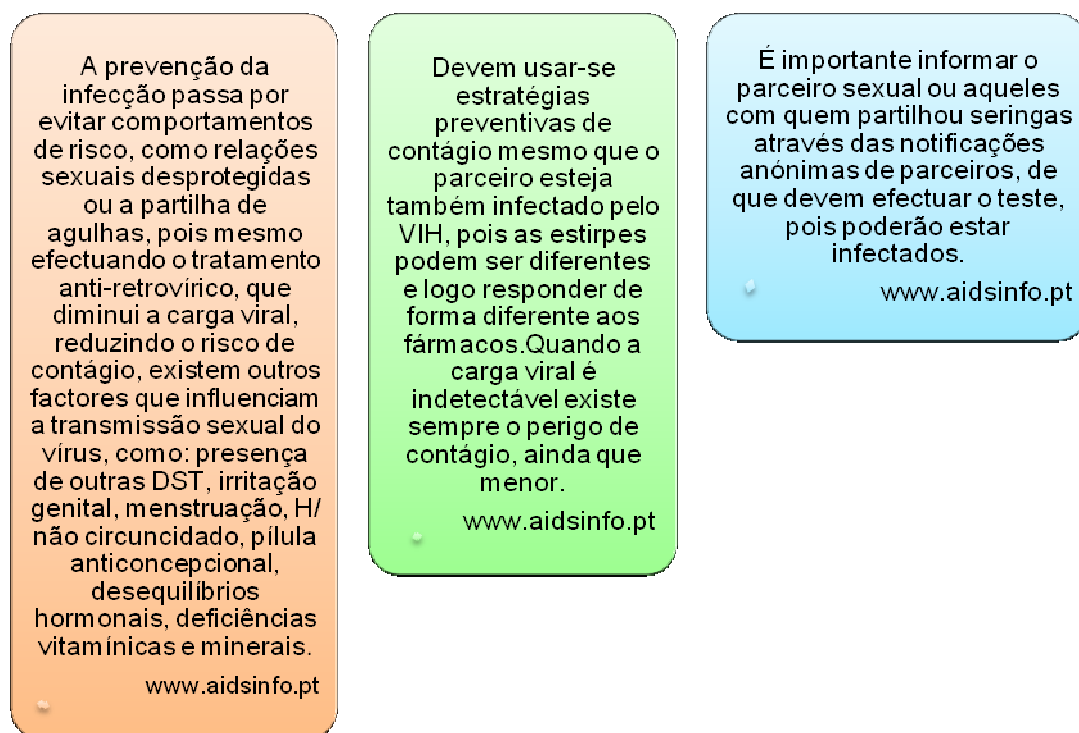 A prevenção da
infecção passa por
evitar comportamentos
de risco, como relações
sexuais desprotegidas
ou a partilha de
agulhas, pois mesmo
efectuando o tratamento
anti-retrovírico, que
diminui a carga viral,
reduzindo o risco de
contágio, existem outros
factores que influenciam
a transmissão sexual do
vírus, como: presença
de outras DST, irritação
genital, menstruação, H/
não circuncidado, pílula
anticoncepcional,
desequilíbrios
hormonais, deficiências
vitamínicas e minerais.
www.aidsinfo.pt
Devem usar-se
estratégias
preventivas de
contágio mesmo que o
parceiro esteja
também infectado pelo
VIH, pois as estirpes
podem ser diferentes
e logo responder de
forma diferente aos
fármacos.Quando a
carga viral é
indetectável existe
sempre o perigo de
contágio, ainda que
menor.
www.aidsinfo.pt
É importante informar o
parceiro sexual ou aqueles
com quem partilhou seringas
através das notificações
anónimas de parceiros, de
que devem efectuar o teste,
pois poderão estar
infectados.
www.aidsinfo.pt